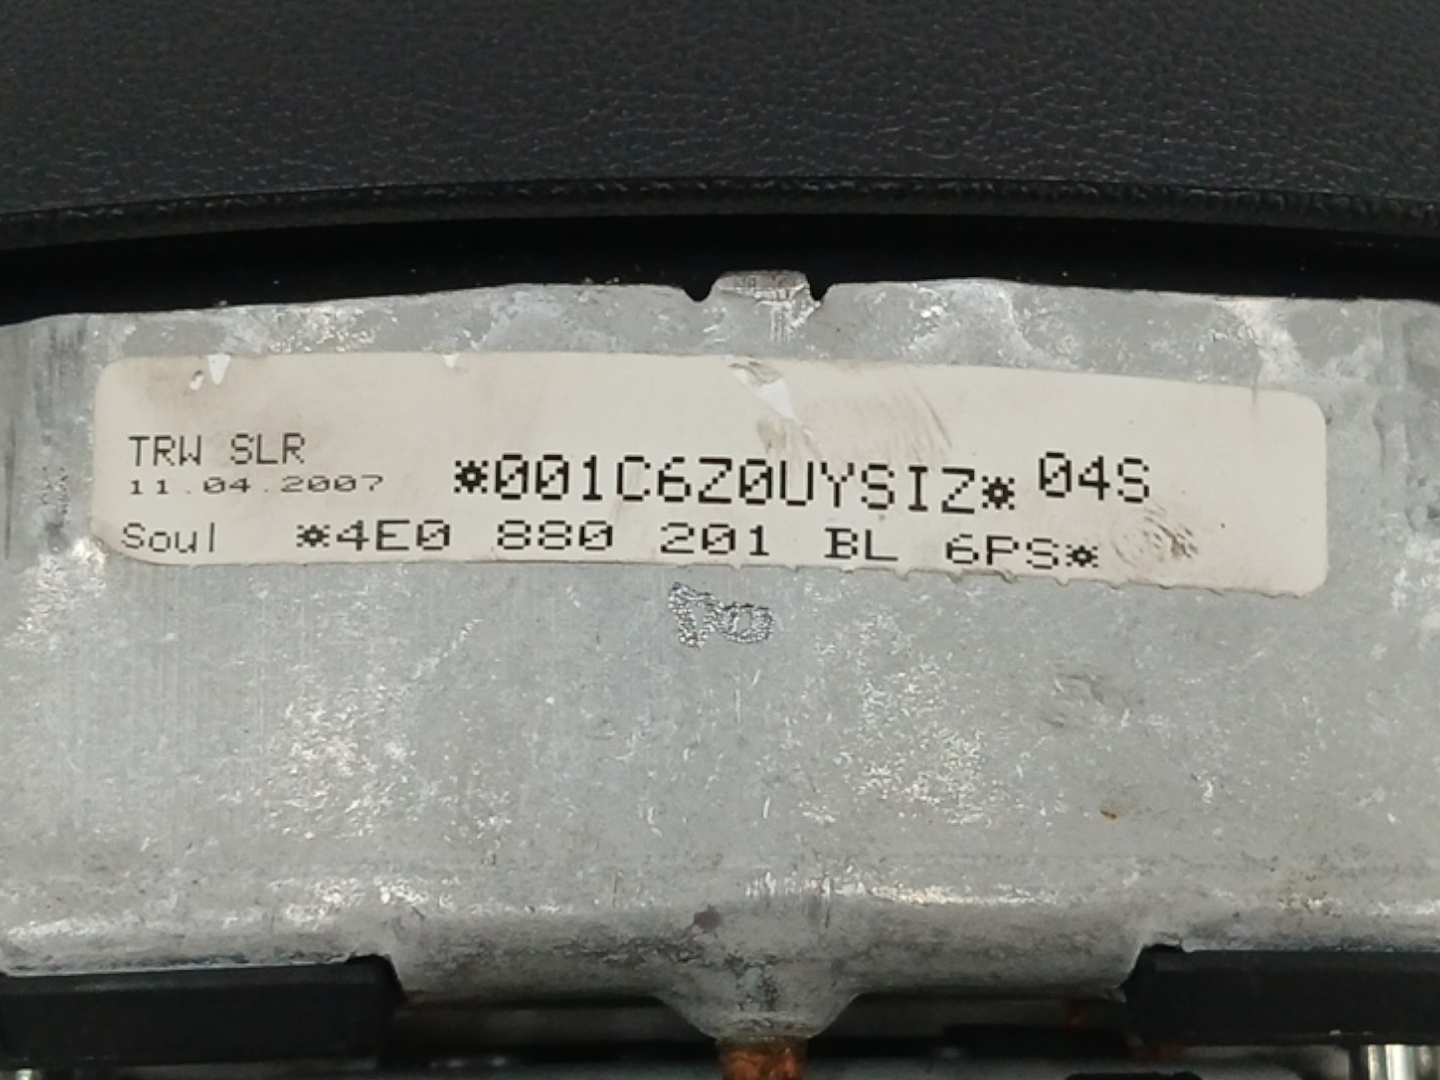 TRW SLR
11.04.2007
*001C6Z0UYSIZ* 04S
Soul *4E0 880 201 BL 6PS*